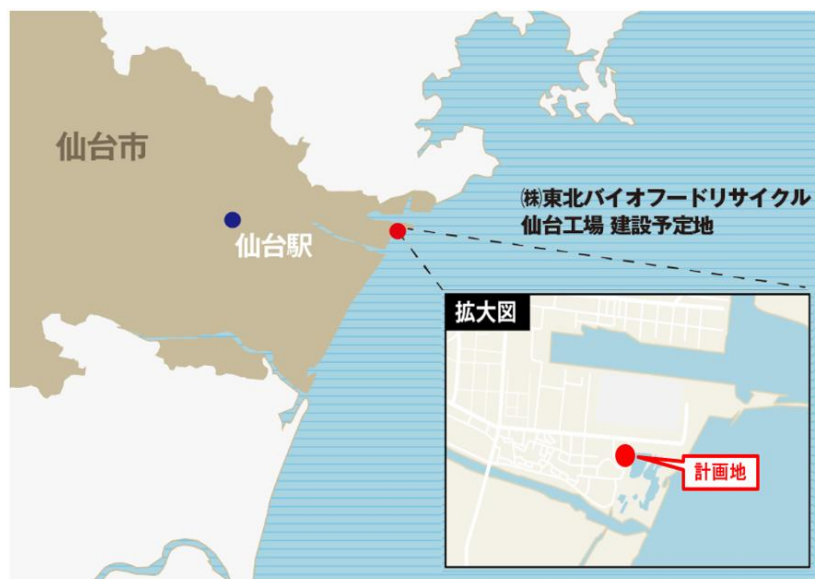 仙台市
仙台駅
㈱東北バイオフードリサイクル
仙台工場 建設予定地
拡大図
計画地